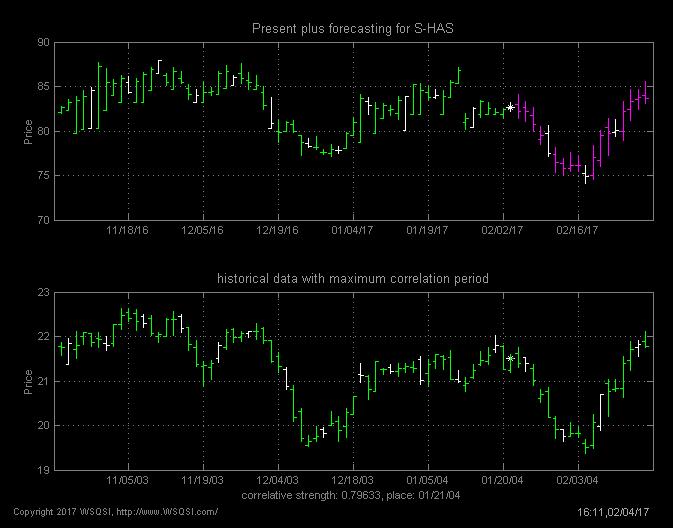 Present plus forecasting for S-HAS
90
85
80
75
70
Price
11/18/16 12/05/16 12/19/16 01/04/17 01/19/17 02/02/17 02/16/17
historical data with maximum correlation period
23
22
21
20
19
Price
11/05/03 11/19/03 12/04/03 12/18/03 01/05/04 01/20/04 02/03/04
correlative strength: 0.79633, place: 01/21/04
Copyright 2017 WSQSI, http://www.WSQSI.com/ 16:11,02/04/17